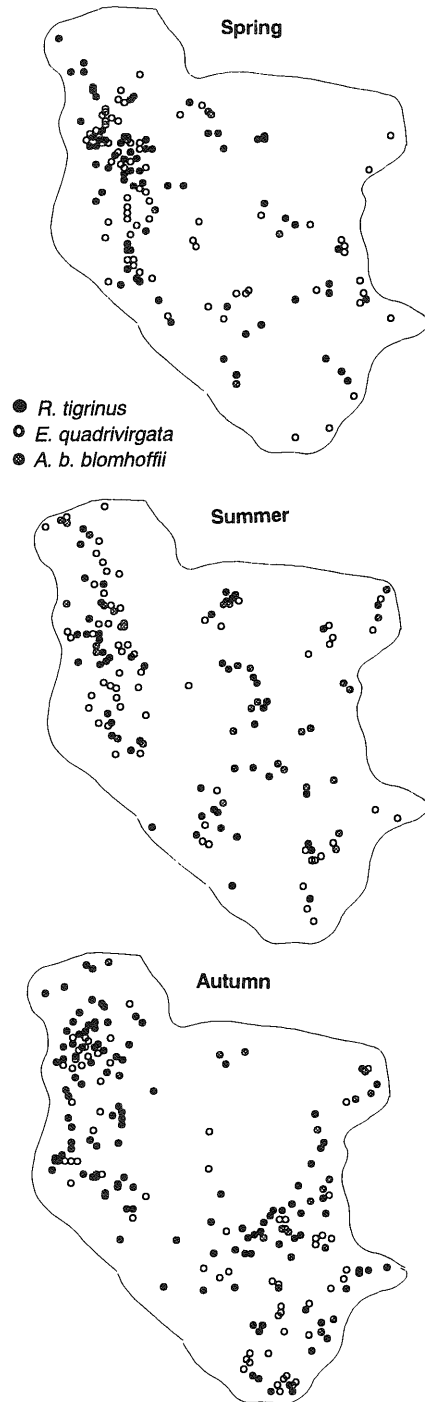 Spring
R. tigrinus
E. quadrivirgata
A. b. blomhoffii
Summer
Autumn